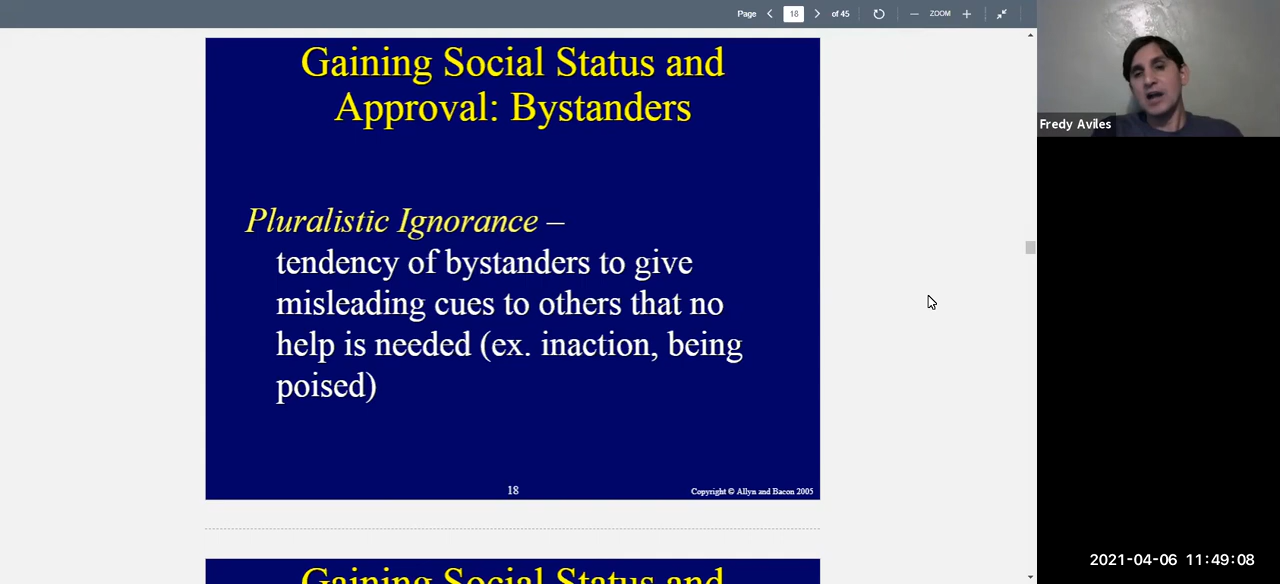 Page 18 of 45 ZOOM
Gaining Social Status and
Approval: Bystanders
Pluralistic Ignorance –
tendency of bystanders to give
misleading cues to others that no
help is needed (ex. inaction, being
poised)
18
Copyright © Allyn and Bacon 2005
Gaining Social Status and
Fredy Aviles
2021-04-06 11:49:08